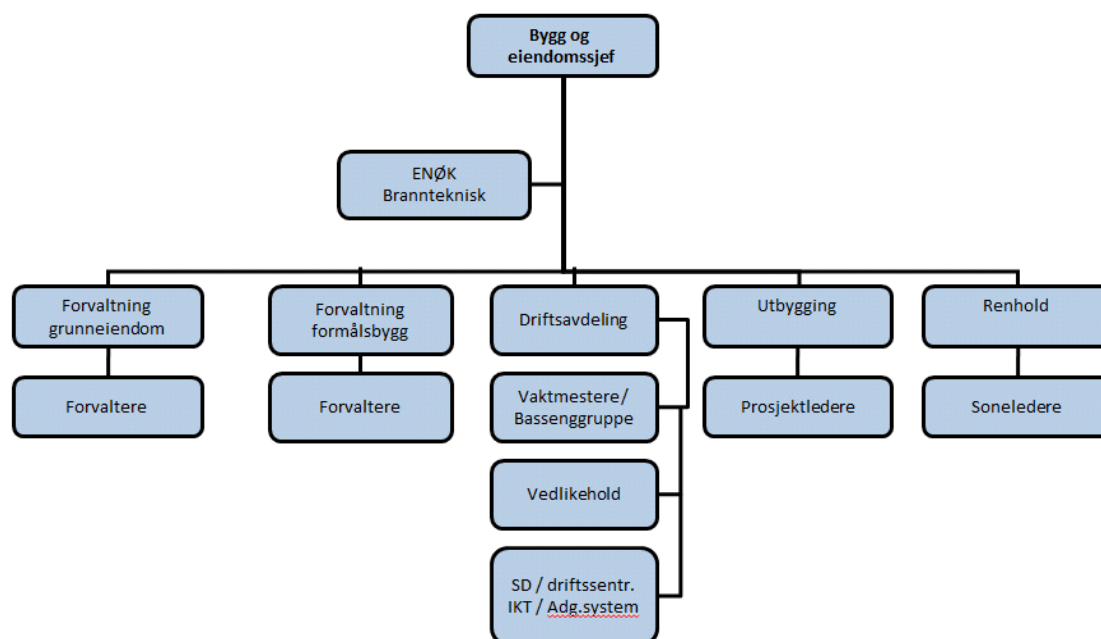 Bygg og
eiendomssjef
ENØK
Brannteknisk
Forvaltning
grunneiendom
Forvaltning
formålsbygg
Driftsavdeling
Utbygging
Renhold
Forvaltere
Forvaltere
Vaktmestere/
Bassenggruppe
Prosjektledere
Soneledere
Vedlikehold
SD / driftssentr.
IKT / Adg.system